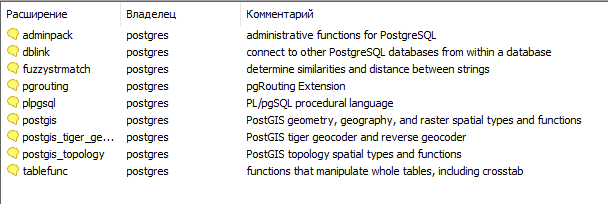 Расширение Владелец Комментарий
adminpack postgres administrative functions for PostgreSQL
dblink postgres connect to other PostgreSQL databases from within a database
fuzzystrmatch postgres determine similarities and distance between strings
pgrouting postgres pgRouting Extension
plpgsql postgres PL/pgSQL procedural language
postgis postgres PostGIS geometry, geography, and raster spatial types and functions
postgis_tiger_ge... postgres PostGIS tiger geocoder and reverse geocoder
postgis_topology postgres PostGIS topology spatial types and functions
tablefunc postgres functions that manipulate whole tables, including crosstab